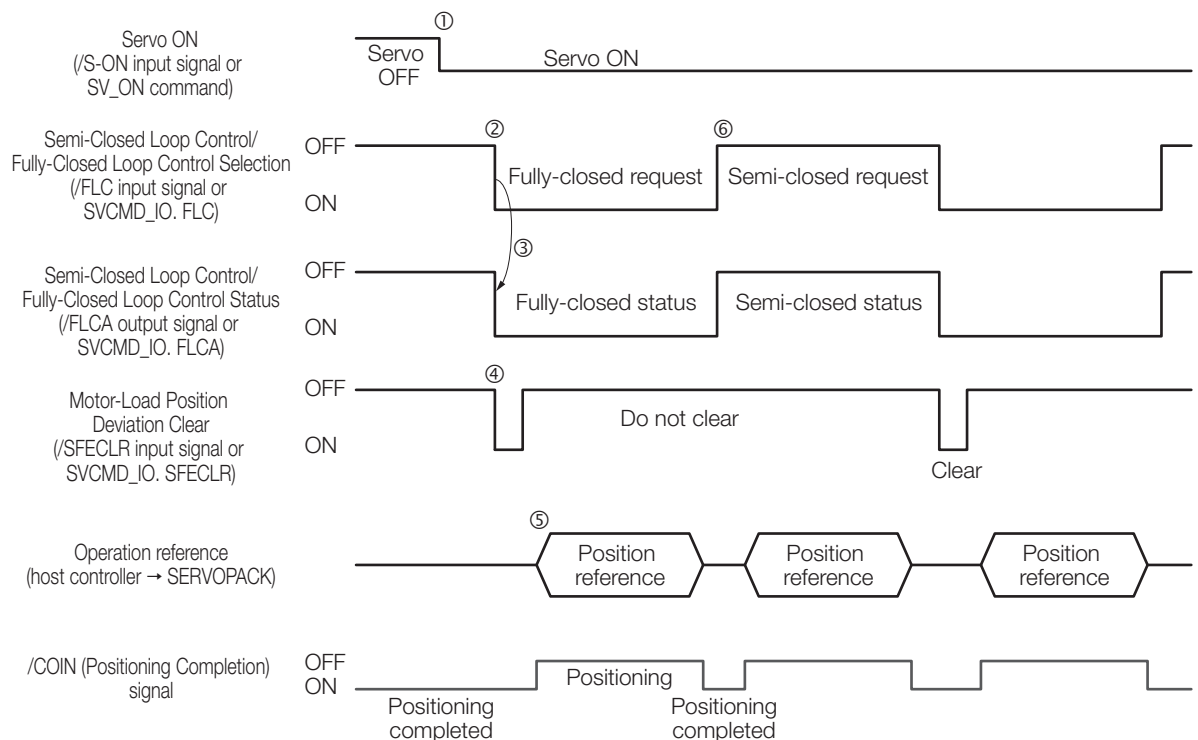 ①
Servo ON
(/S-ON input signal or
SV_ON command)
Servo
OFF
Servo ON
Semi-Closed Loop Control/
Fully-Closed Loop Control Selection
(/FLC input signal or
SVCMD_IO. FLC)
OFF
ON
②
Fully-closed request
⑥
Semi-closed request
③
Semi-Closed Loop Control/
Fully-Closed Loop Control Status
(/FLCA output signal or
SVCMD_IO. FLCA)
OFF
ON
Fully-closed status
Semi-closed status
Motor-Load Position
Deviation Clear
(/SFECLR input signal or
SVCMD_IO. SFECLR)
OFF
ON
④
Do not clear
Clear
⑤
Operation reference
(host controller → SERVOPACK)
Position
reference
Position
reference
Position
reference
/COIN (Positioning Completion)
signal
OFF
ON
Positioning
Positioning
completed
Positioning
completed